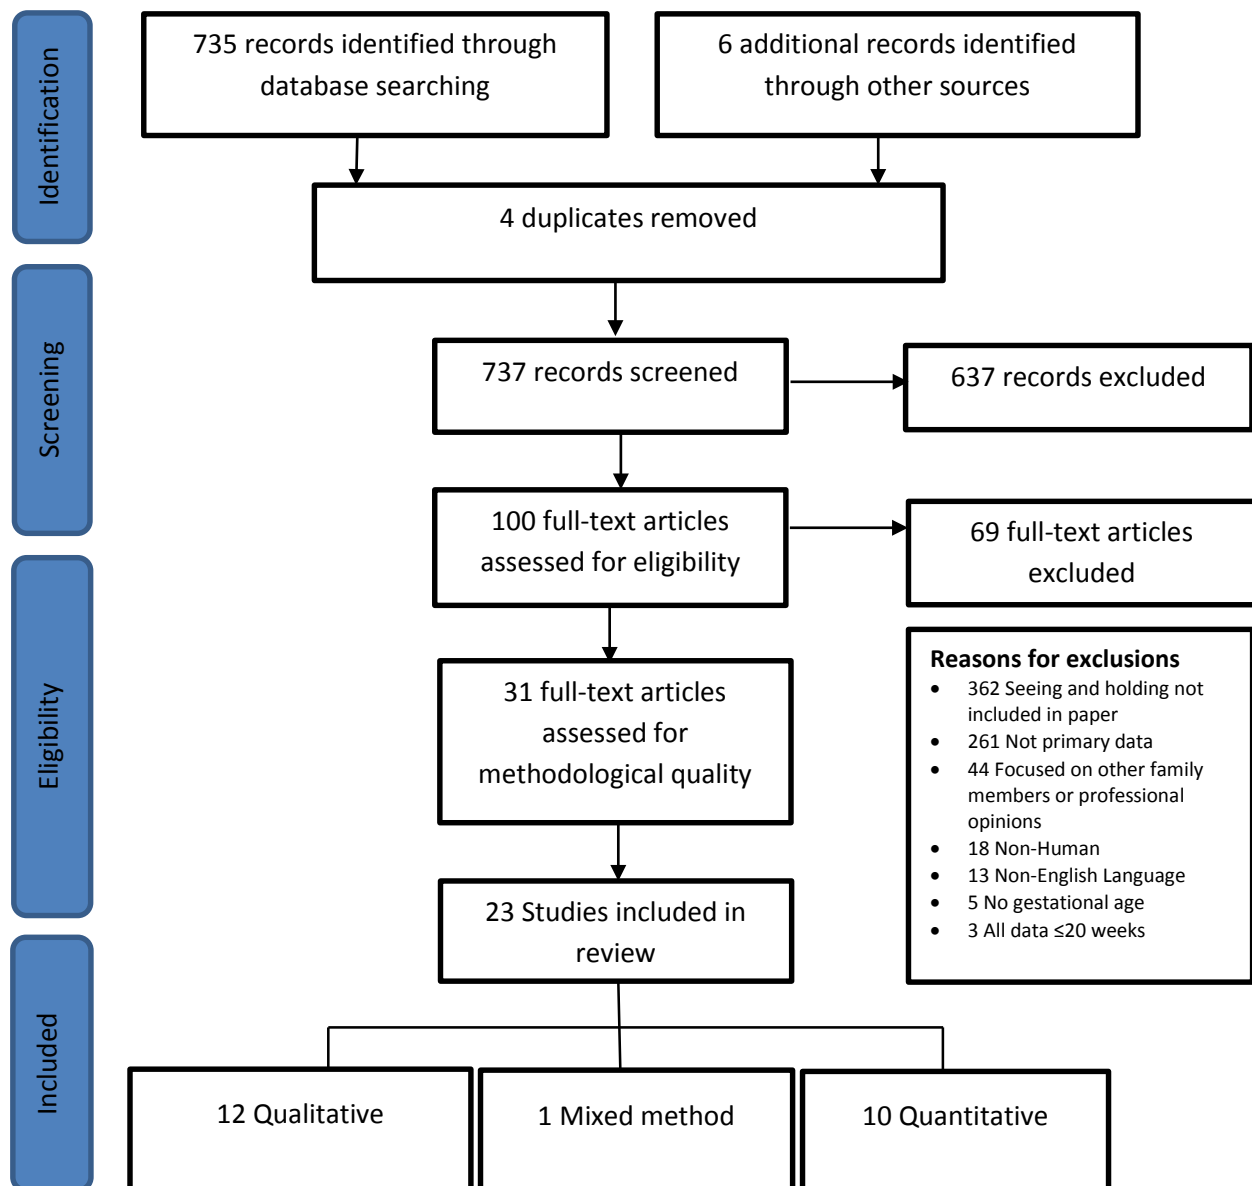 Identification
735 records identified through
database searching
6 additional records identified
through other sources
4 duplicates removed
Screening
737 records screened
637 records excluded
100 full-text articles
assessed for eligibility
69 full-text articles
excluded
Eligibility
31 full-text articles
assessed for
methodological quality
Reasons for exclusions
• 362 Seeing and holding not
included in paper
• 261 Not primary data
• 44 Focused on other family
members or professional
opinions
• 18 Non-Human
• 13 Non-English Language
• 5 No gestational age
• 3 All data ≤20 weeks
23 Studies included in
review
Included
12 Qualitative
1 Mixed method
10 Quantitative